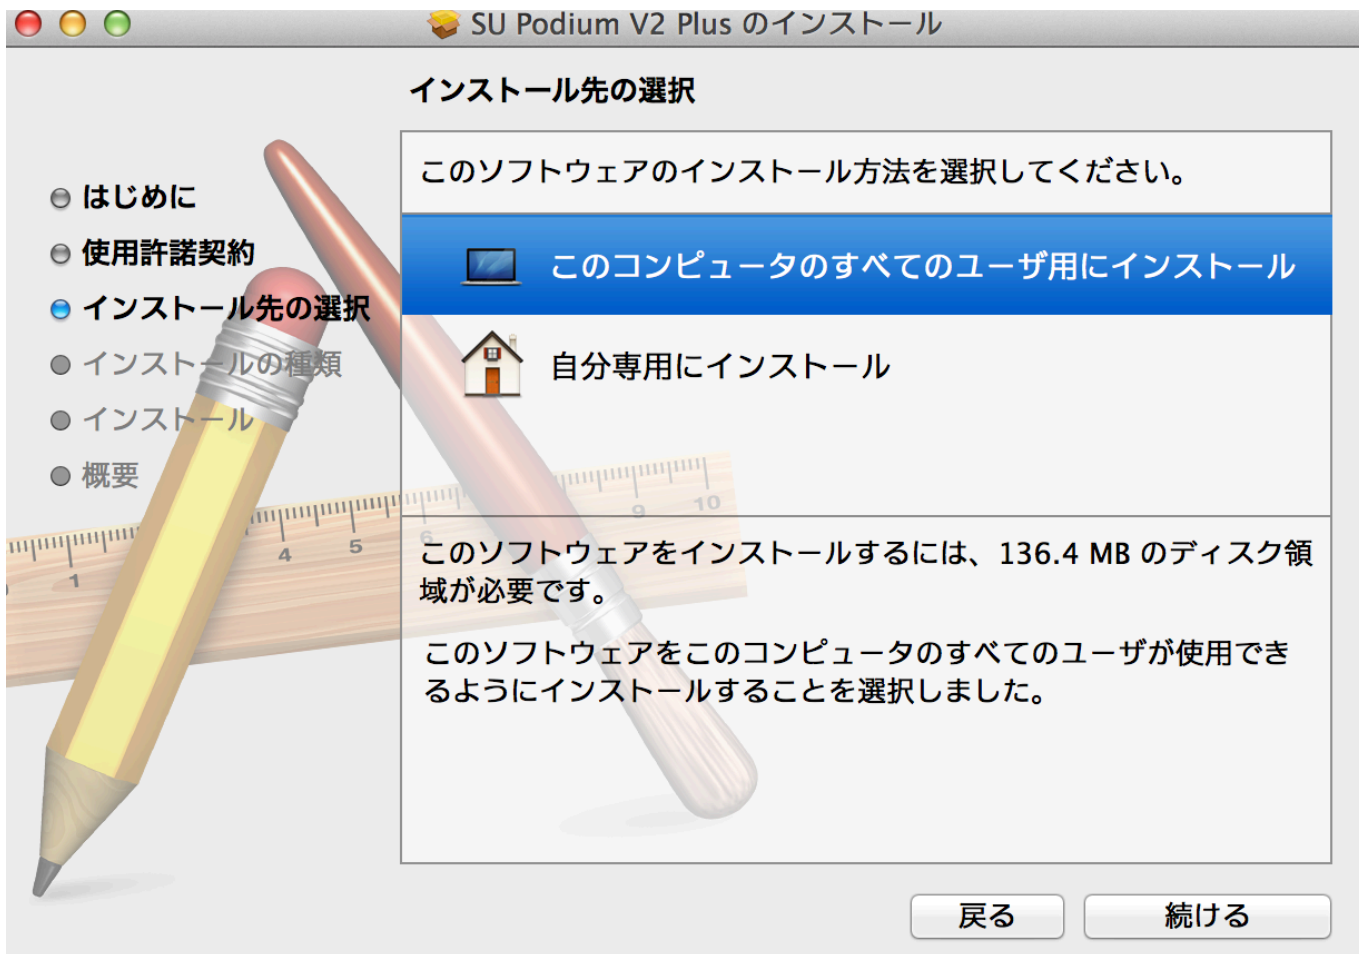 SU Podium V2 Plus のインストール
インストール先の選択
はじめに
使用許諾契約
インストール先の選択
インストールの種類
インストール
概要
このソフトウェアのインストール方法を選択してください。
このコンピュータのすべてのユーザ用にインストール
自分専用にインストール
このソフトウェアをインストールするには、136.4 MB のディスク領
域が必要です。
このソフトウェアをこのコンピュータのすべてのユーザが使用でき
るようにインストールすることを選択しました。
1
4
5
6
9
10
戻る
続ける